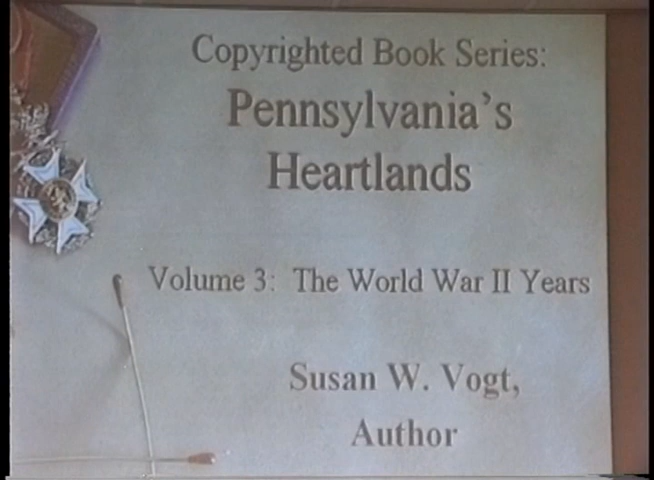 Copyrighted Book Series:
Pennsylvania's
Heartlands
Volume 3: The World War II Years
Susan W. Vogt,
Author